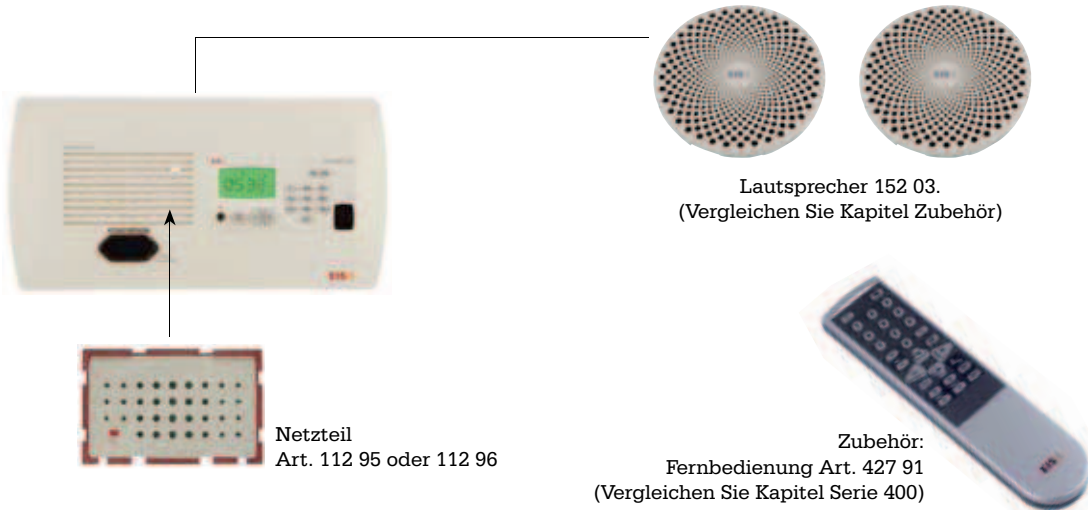 Lautsprecher 152 03.
(Vergleichen Sie Kapitel Zubehör)
Netzteil
Art. 112 95 oder 112 96
Zubehör:
Fernbedienung Art. 427 91
(Vergleichen Sie Kapitel Serie 400)